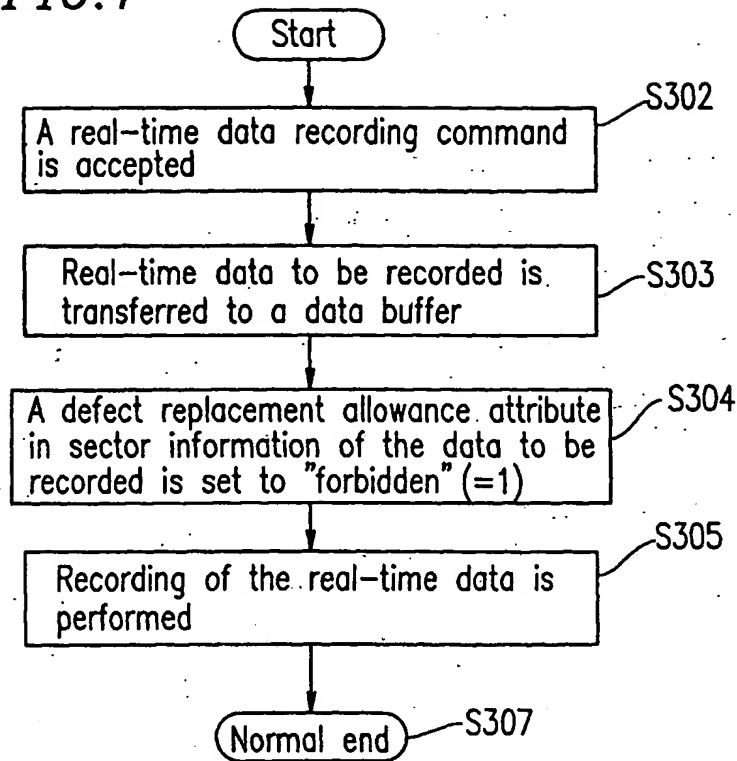 FIG. 7
Start
S302
A real-time data recording command
is accepted
Real-time data to be recorded is
transferred to a data buffer
S303
A defect replacement allowance attribute
in sector information of the data to be
recorded is set to "forbidden" (=1)
S304
S305
Recording of the real-time data is
performed
Normal end
S307